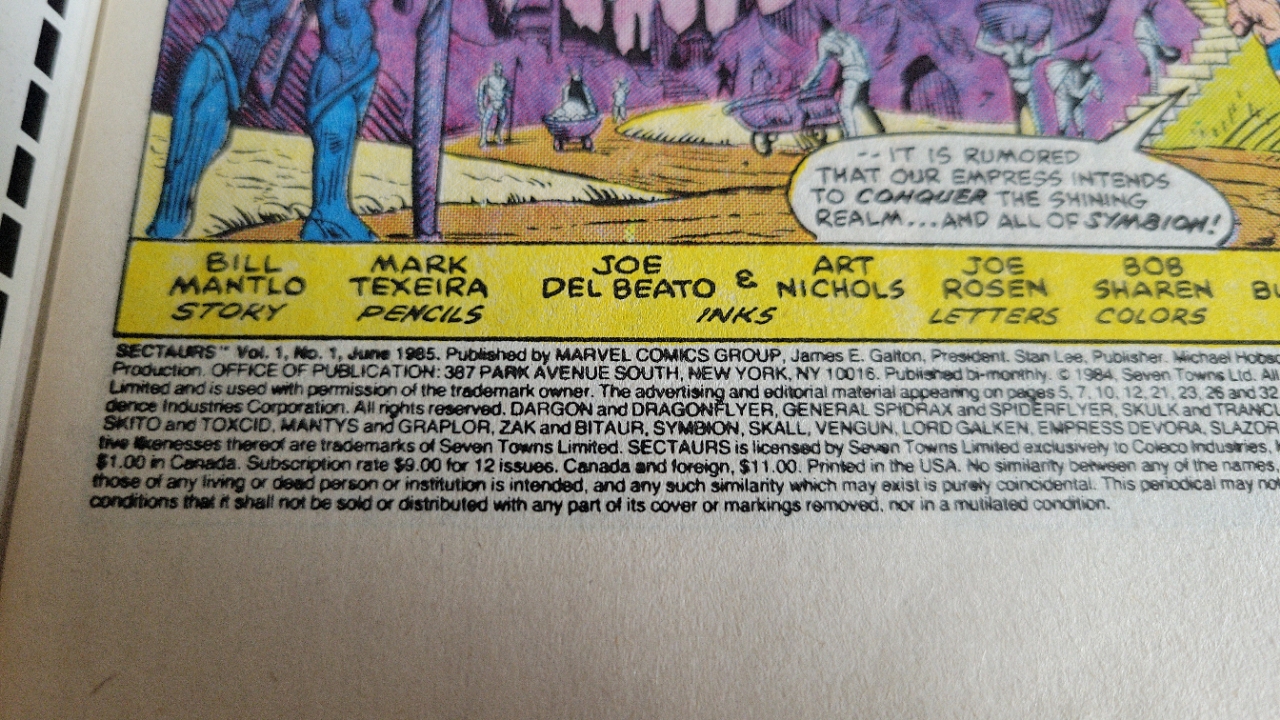 -- IT IS RUMORED
THAT OUR EMPRESS INTENDS
TO CONQUER THE SHINING
REALM...AND ALL OF SYMBION!
BILL MANTLO STORY
MARK TEXEIRA PENCILS
JOE DEL BEATO & ART NICHOLS INKS
JOE ROSEN LETTERS
BOB SHAREN COLORS
SECTAURS™ Vol. 1, No. 1, June 1985. Published by MARVEL COMICS GROUP, James E. Galton, President. Stan Lee, Publisher. Michael Hobs
Production. OFFICE OF PUBLICATION: 387 PARK AVENUE SOUTH, NEW YORK, NY 10016. Published bi-monthly. © 1984, Seven Towns Ltd. All
Limited and is used with permission of the trademark owner. The advertising and editorial material appearing on pages 5, 7, 10, 12, 21, 23, 26 and 32
dence Industries Corporation. All rights reserved. DARGON and DRAGONFLYER, GENERAL SPIDRAX and SPIDERFLYER, SKULK and TRANC
SKITO and TOXCID, MANTYS and GRAPLOR, ZAK and BITAUR, SYMBION, SKALL, VENGUN, LORD GALKEN, EMPRESS DEVORA, SLAZOR
tive likenesses thereof are trademarks of Seven Towns Limited. SECTAURS is licensed by Seven Towns Limited exclusively to Coleco Industries,
$1.00 in Canada. Subscription rate $9.00 for 12 issues. Canada and foreign, $11.00. Printed in the USA. No similarity between any of the names,
those of any living or dead person or institution is intended, and any such similarity which may exist is purely coincidental. This periodical may not
conditions that it shall not be sold or distributed with any part of its cover or markings removed, nor in a mutilated condition.